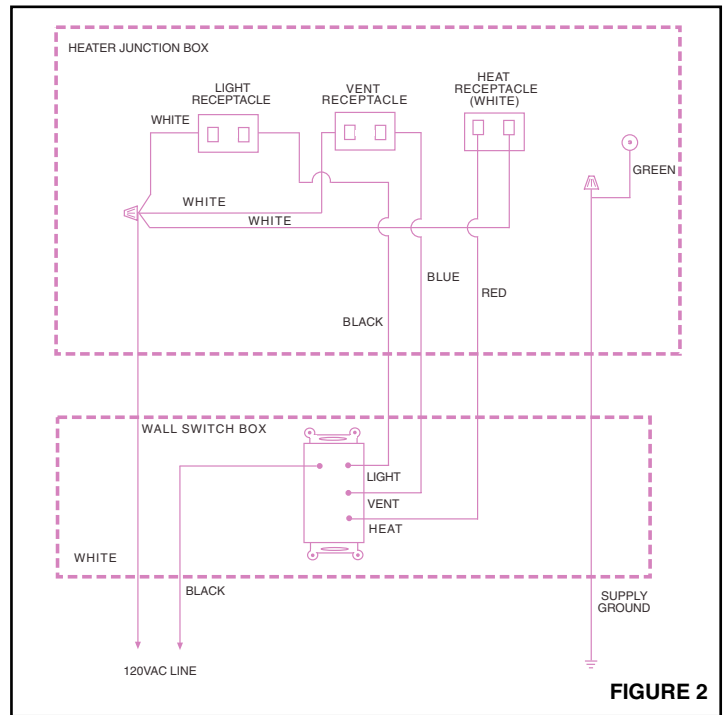 HEATER JUNCTION BOX
LIGHT
RECEPTACLE
VENT
RECEPTACLE
HEAT
RECEPTACLE
(WHITE)
WHITE
GREEN
WHITE
WHITE
BLUE
RED
BLACK
WALL SWITCH BOX
LIGHT
VENT
HEAT
WHITE
BLACK
SUPPLY
GROUND
120VAC LINE
FIGURE 2